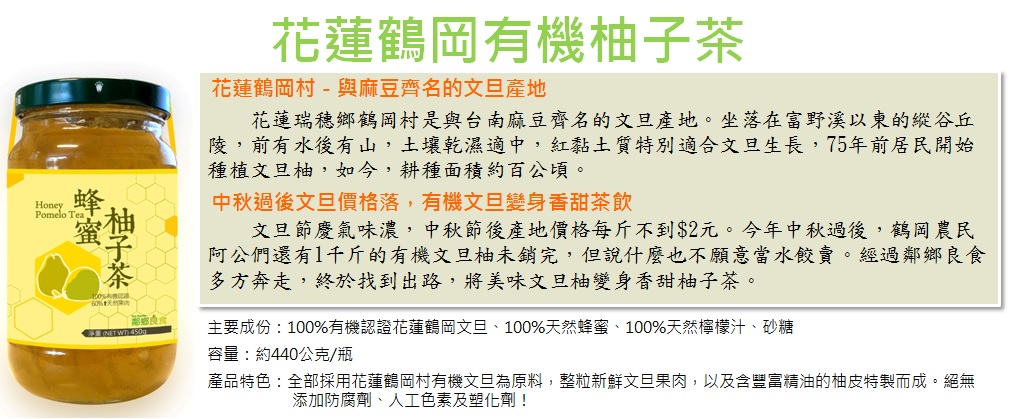 花蓮鶴岡有機柚子茶
花蓮鶴岡村 - 與麻豆齊名的文旦產地
花蓮瑞穗鄉鶴岡村是與台南麻豆齊名的文旦產地。坐落在富野溪以東的縱谷丘
陵，前有水後有山，土壤乾濕適中，紅黏土質特別適合文旦生長，75年前居民開始
種植文旦柚，如今，耕種面積約百公頃。
中秋過後文旦價格落，有機文旦變身香甜茶飲
文旦節慶氣味濃，中秋節後產地價格每斤不到$2元。今年中秋過後，鶴岡農民
阿公們還有1千斤的有機文旦柚未銷完，但說什麼也不願意當水餃賣。經過鄰鄉良食
多方奔走，終於找到出路，將美味文旦柚變身香甜柚子茶。
主要成份：100%有機認證花蓮鶴岡文旦、100%天然蜂蜜、100%天然檸檬汁、砂糖
容量：約440公克/瓶
產品特色：全部採用花蓮鶴岡村有機文旦為原料，整粒新鮮文旦果肉，以及含豐富精油的柚皮特製而成。絕無
添加防腐劑、人工色素及塑化劑！
Honey
Pomelo Tea
蜂蜜
柚子茶
100%有機認證
60%⬆天然果肉
鄰鄉良食
淨重 (NET WT) 450g